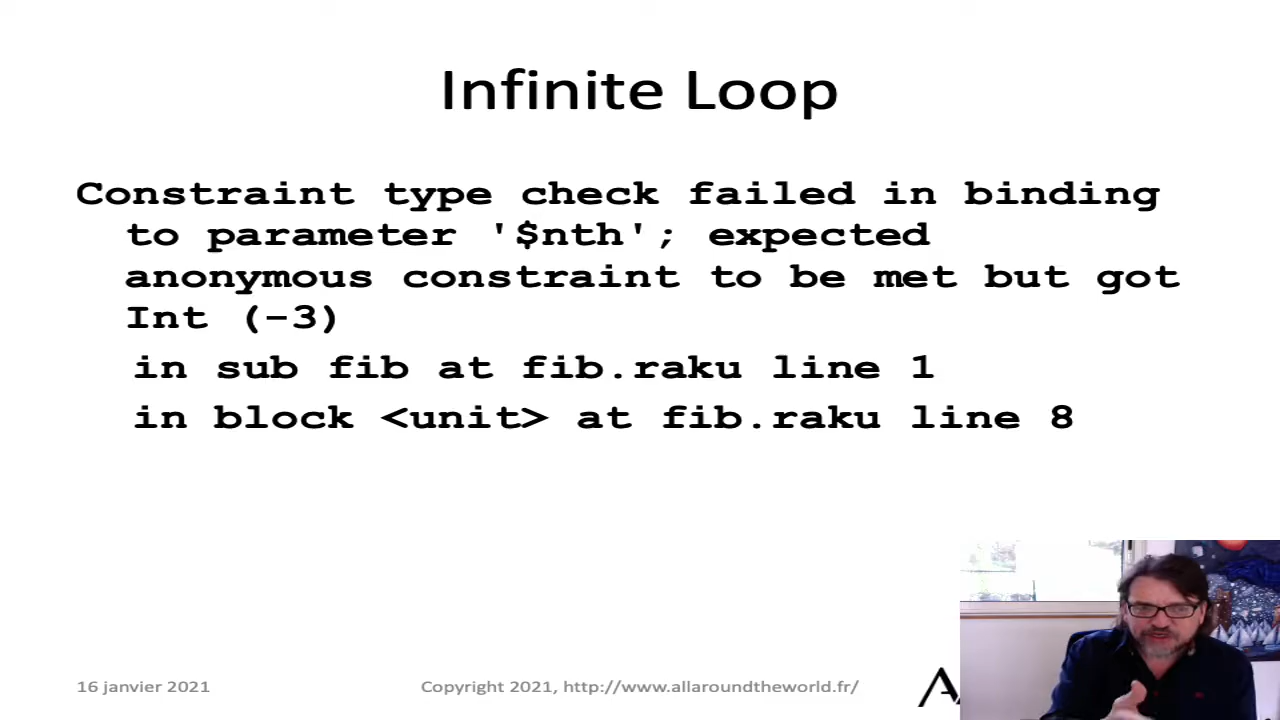 Infinite Loop
Constraint type check failed in binding
to parameter '$nth'; expected
anonymous constraint to be met but got
Int (-3)
in sub fib at fib.raku line 1
in block <unit> at fib.raku line 8
16 janvier 2021
Copyright 2021, http://www.allaroundtheworld.fr/